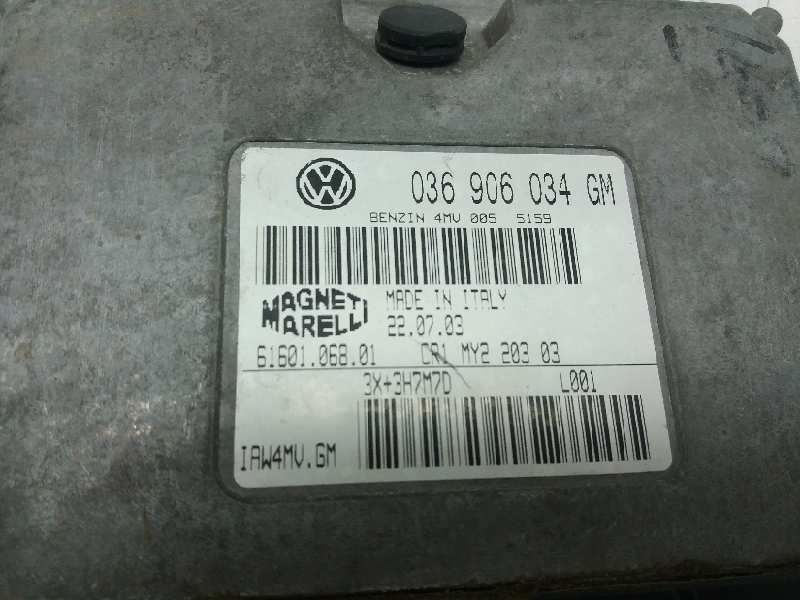 036 906 034 GM
BENZIN 4MV 005 5159
MAGNETI MARELLI
MADE IN ITALY
22.07.03
61601.068.01 CR1 MY2 203 03
3X+3H7M7D L001
IAW4MV.GM